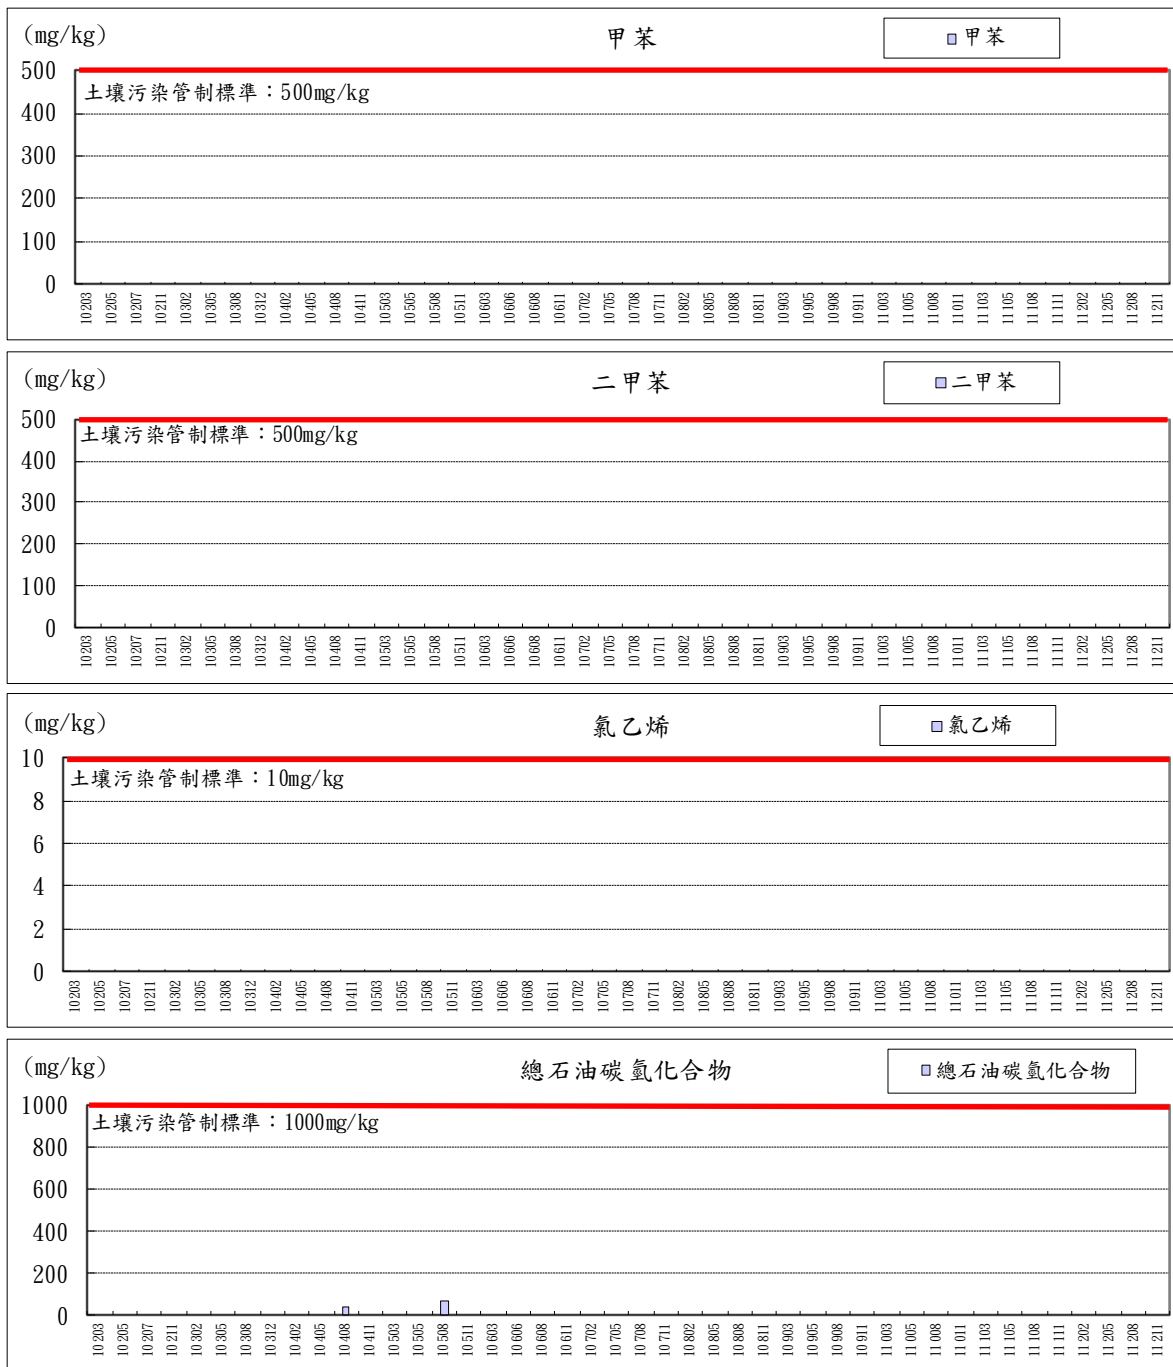 (mg/kg)
甲苯
甲苯
500
土壤污染管制標準：500mg/kg
400
300
200
100
0
10203 10205 10207 10211 10302 10305 10308 10312 10402 10405 10408 10411 10503 10505 10508 10511 10603 10606 10608 10611 10702 10705 10708 10711 10802 10805 10808 10811 10903 10905 10908 10911 11003 11005 11008 11011 11103 11105 11108 11111 11202 11205 11208 11211
(mg/kg)
二甲苯
二甲苯
500
土壤污染管制標準：500mg/kg
400
300
200
100
0
10203 10205 10207 10211 10302 10305 10308 10312 10402 10405 10408 10411 10503 10505 10508 10511 10603 10606 10608 10611 10702 10705 10708 10711 10802 10805 10808 10811 10903 10905 10908 10911 11003 11005 11008 11011 11103 11105 11108 11111 11202 11205 11208 11211
(mg/kg)
氯乙烯
氯乙烯
10
土壤污染管制標準：10mg/kg
8
6
4
2
0
10203 10205 10207 10211 10302 10305 10308 10312 10402 10405 10408 10411 10503 10505 10508 10511 10603 10606 10608 10611 10702 10705 10708 10711 10802 10805 10808 10811 10903 10905 10908 10911 11003 11005 11008 11011 11103 11105 11108 11111 11202 11205 11208 11211
(mg/kg)
總石油碳氫化合物
總石油碳氫化合物
1000
土壤污染管制標準：1000mg/kg
800
600
400
200
0
10203 10205 10207 10211 10302 10305 10308 10312 10402 10405 10408 10411 10503 10505 10508 10511 10603 10606 10608 10611 10702 10705 10708 10711 10802 10805 10808 10811 10903 10905 10908 10911 11003 11005 11008 11011 11103 11105 11108 11111 11202 11205 11208 11211